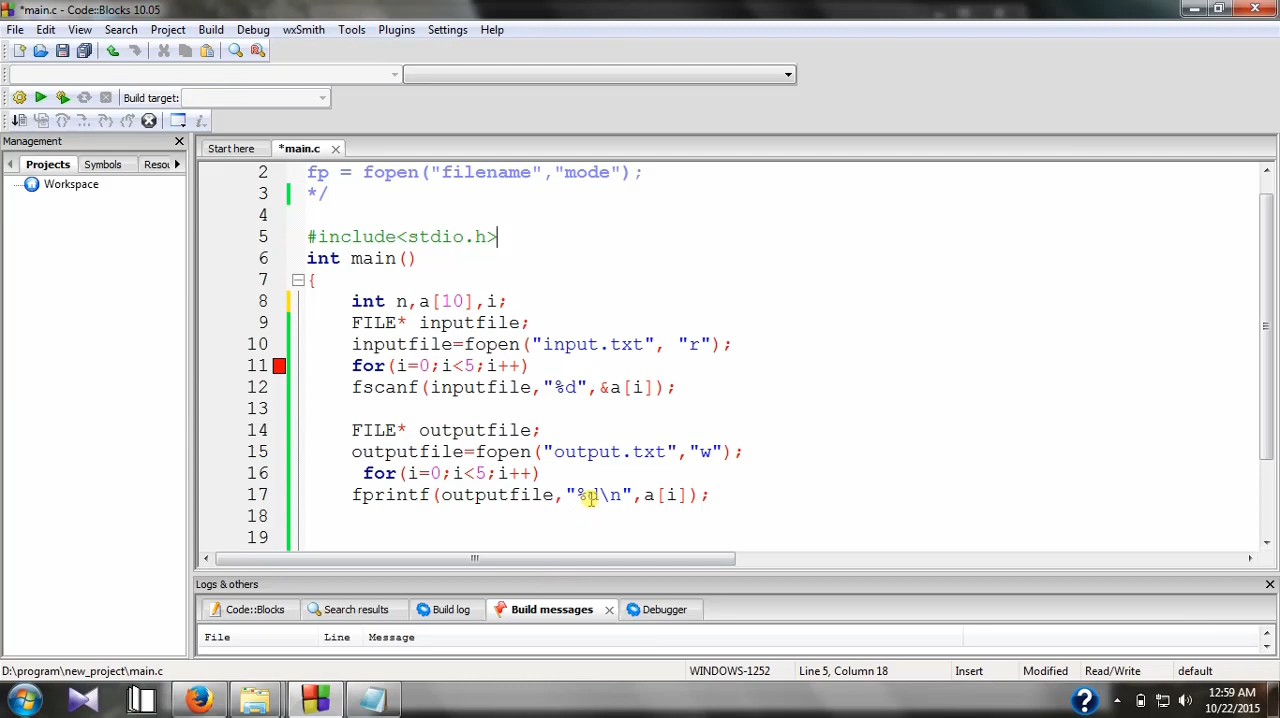 *main.c - Code::Blocks 10.05
File Edit View Search Project Build Debug wxSmith Tools Plugins Settings Help
Build target:
Management
Start here *main.c
Projects Symbols Resou
Workspace
2 fp = fopen("filename","mode");
3 */
4
5 #include<stdio.h>
6 int main()
7 {
8 int n,a[10],i;
9 FILE* inputfile;
10 inputfile=fopen("input.txt", "r");
11 for(i=0;i<5;i++)
12 fscanf(inputfile,"%d",&a[i]);
13
14 FILE* outputfile;
15 outputfile=fopen("output.txt","w");
16 for(i=0;i<5;i++)
17 fprintf(outputfile,"%d\n",a[i]);
18
19
Logs & others
Code::Blocks Search results Build log Build messages Debugger
File Line Message
D:\program\new_project\main.c WINDOWS-1252 Line 5, Column 18 Insert Modified Read/Write default
12:59 AM
10/22/2015